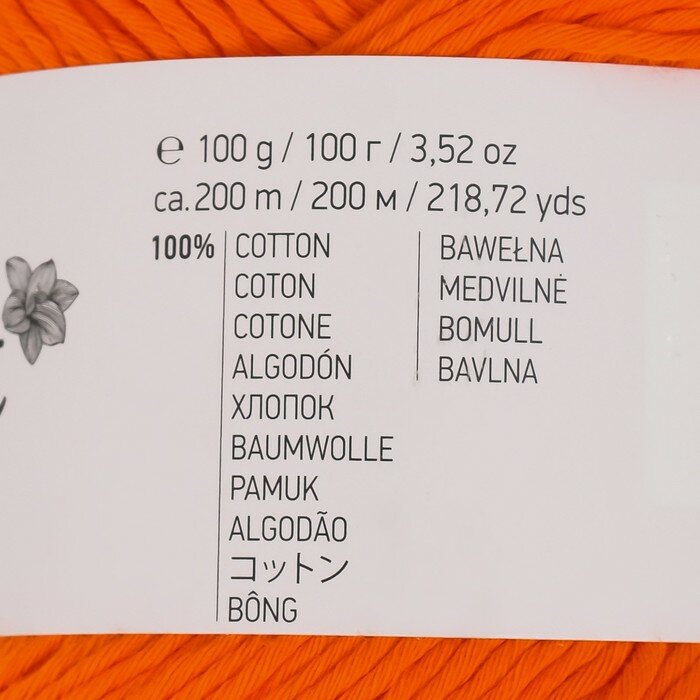 ℮ 100 g / 100 г / 3,52 oz
ca. 200 m / 200 м / 218,72 yds
100%
COTTON
COTON
COTONE
ALGODÓN
ХЛОПОК
BAUMWOLLE
PAMUK
ALGODÃO
コットン
BÔNG
BAWEŁNA
MEDVILNĖ
BOMULL
BAVLNA